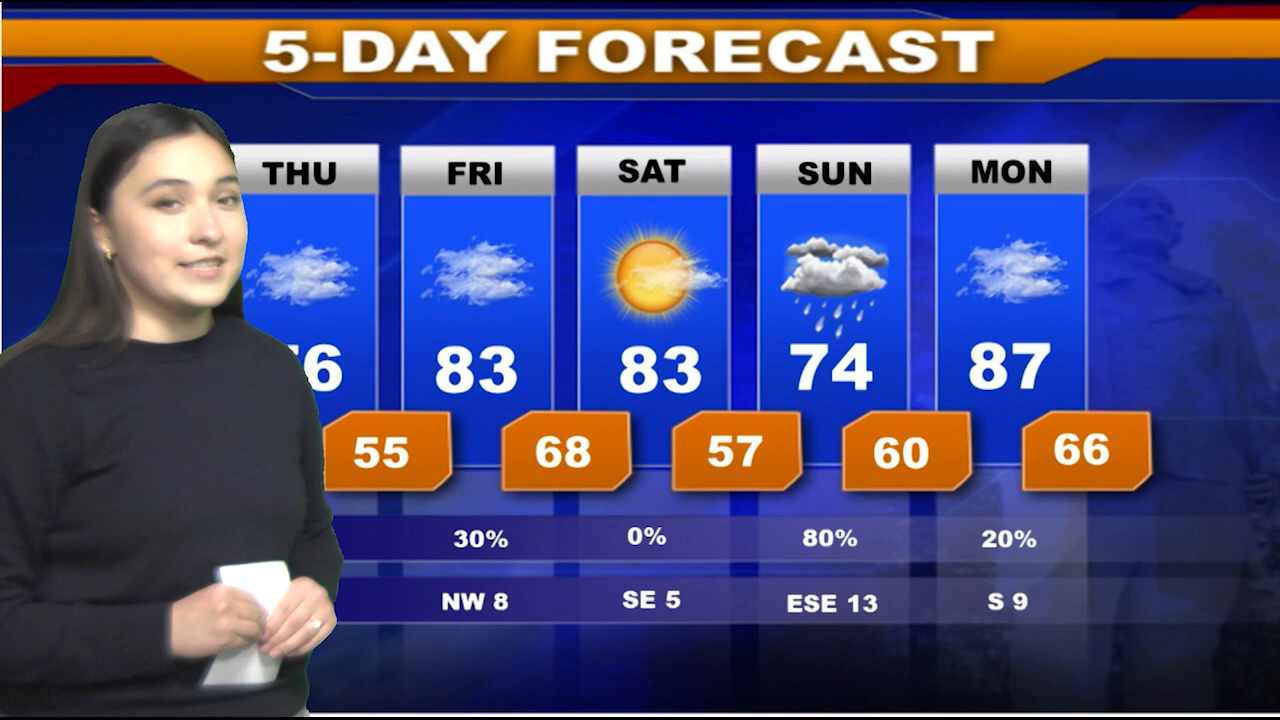 5-DAY FORECAST
THU FRI SAT SUN MON
6 83 83 74 87
55 68 57 60 66
30% 0% 80% 20%
NW 8 SE 5 ESE 13 S 9